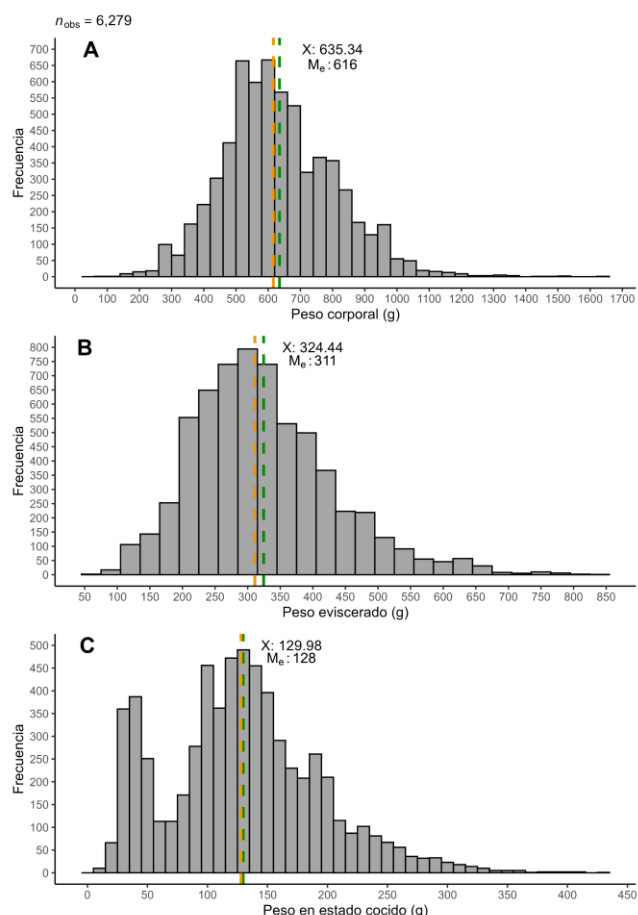 n obs = 6,279
A
X: 635.34
Me : 616
700
650
600
550
500
450
400
350
300
250
200
150
100
50
0
Frecuencia
0 100 200 300 400 500 600 700 800 900 1000 1100 1200 1300 1400 1500 1600 1700
Peso corporal (g)
B
X: 324.44
Me : 311
800
750
700
650
600
550
500
450
400
350
300
250
200
150
100
50
0
Frecuencia
50 100 150 200 250 300 350 400 450 500 550 600 650 700 750 800 850
Peso eviscerado (g)
C
X: 129.98
Me : 128
500
450
400
350
300
250
200
150
100
50
0
Frecuencia
0 50 100 150 200 250 300 350 400 450
Peso en estado cocido (g)